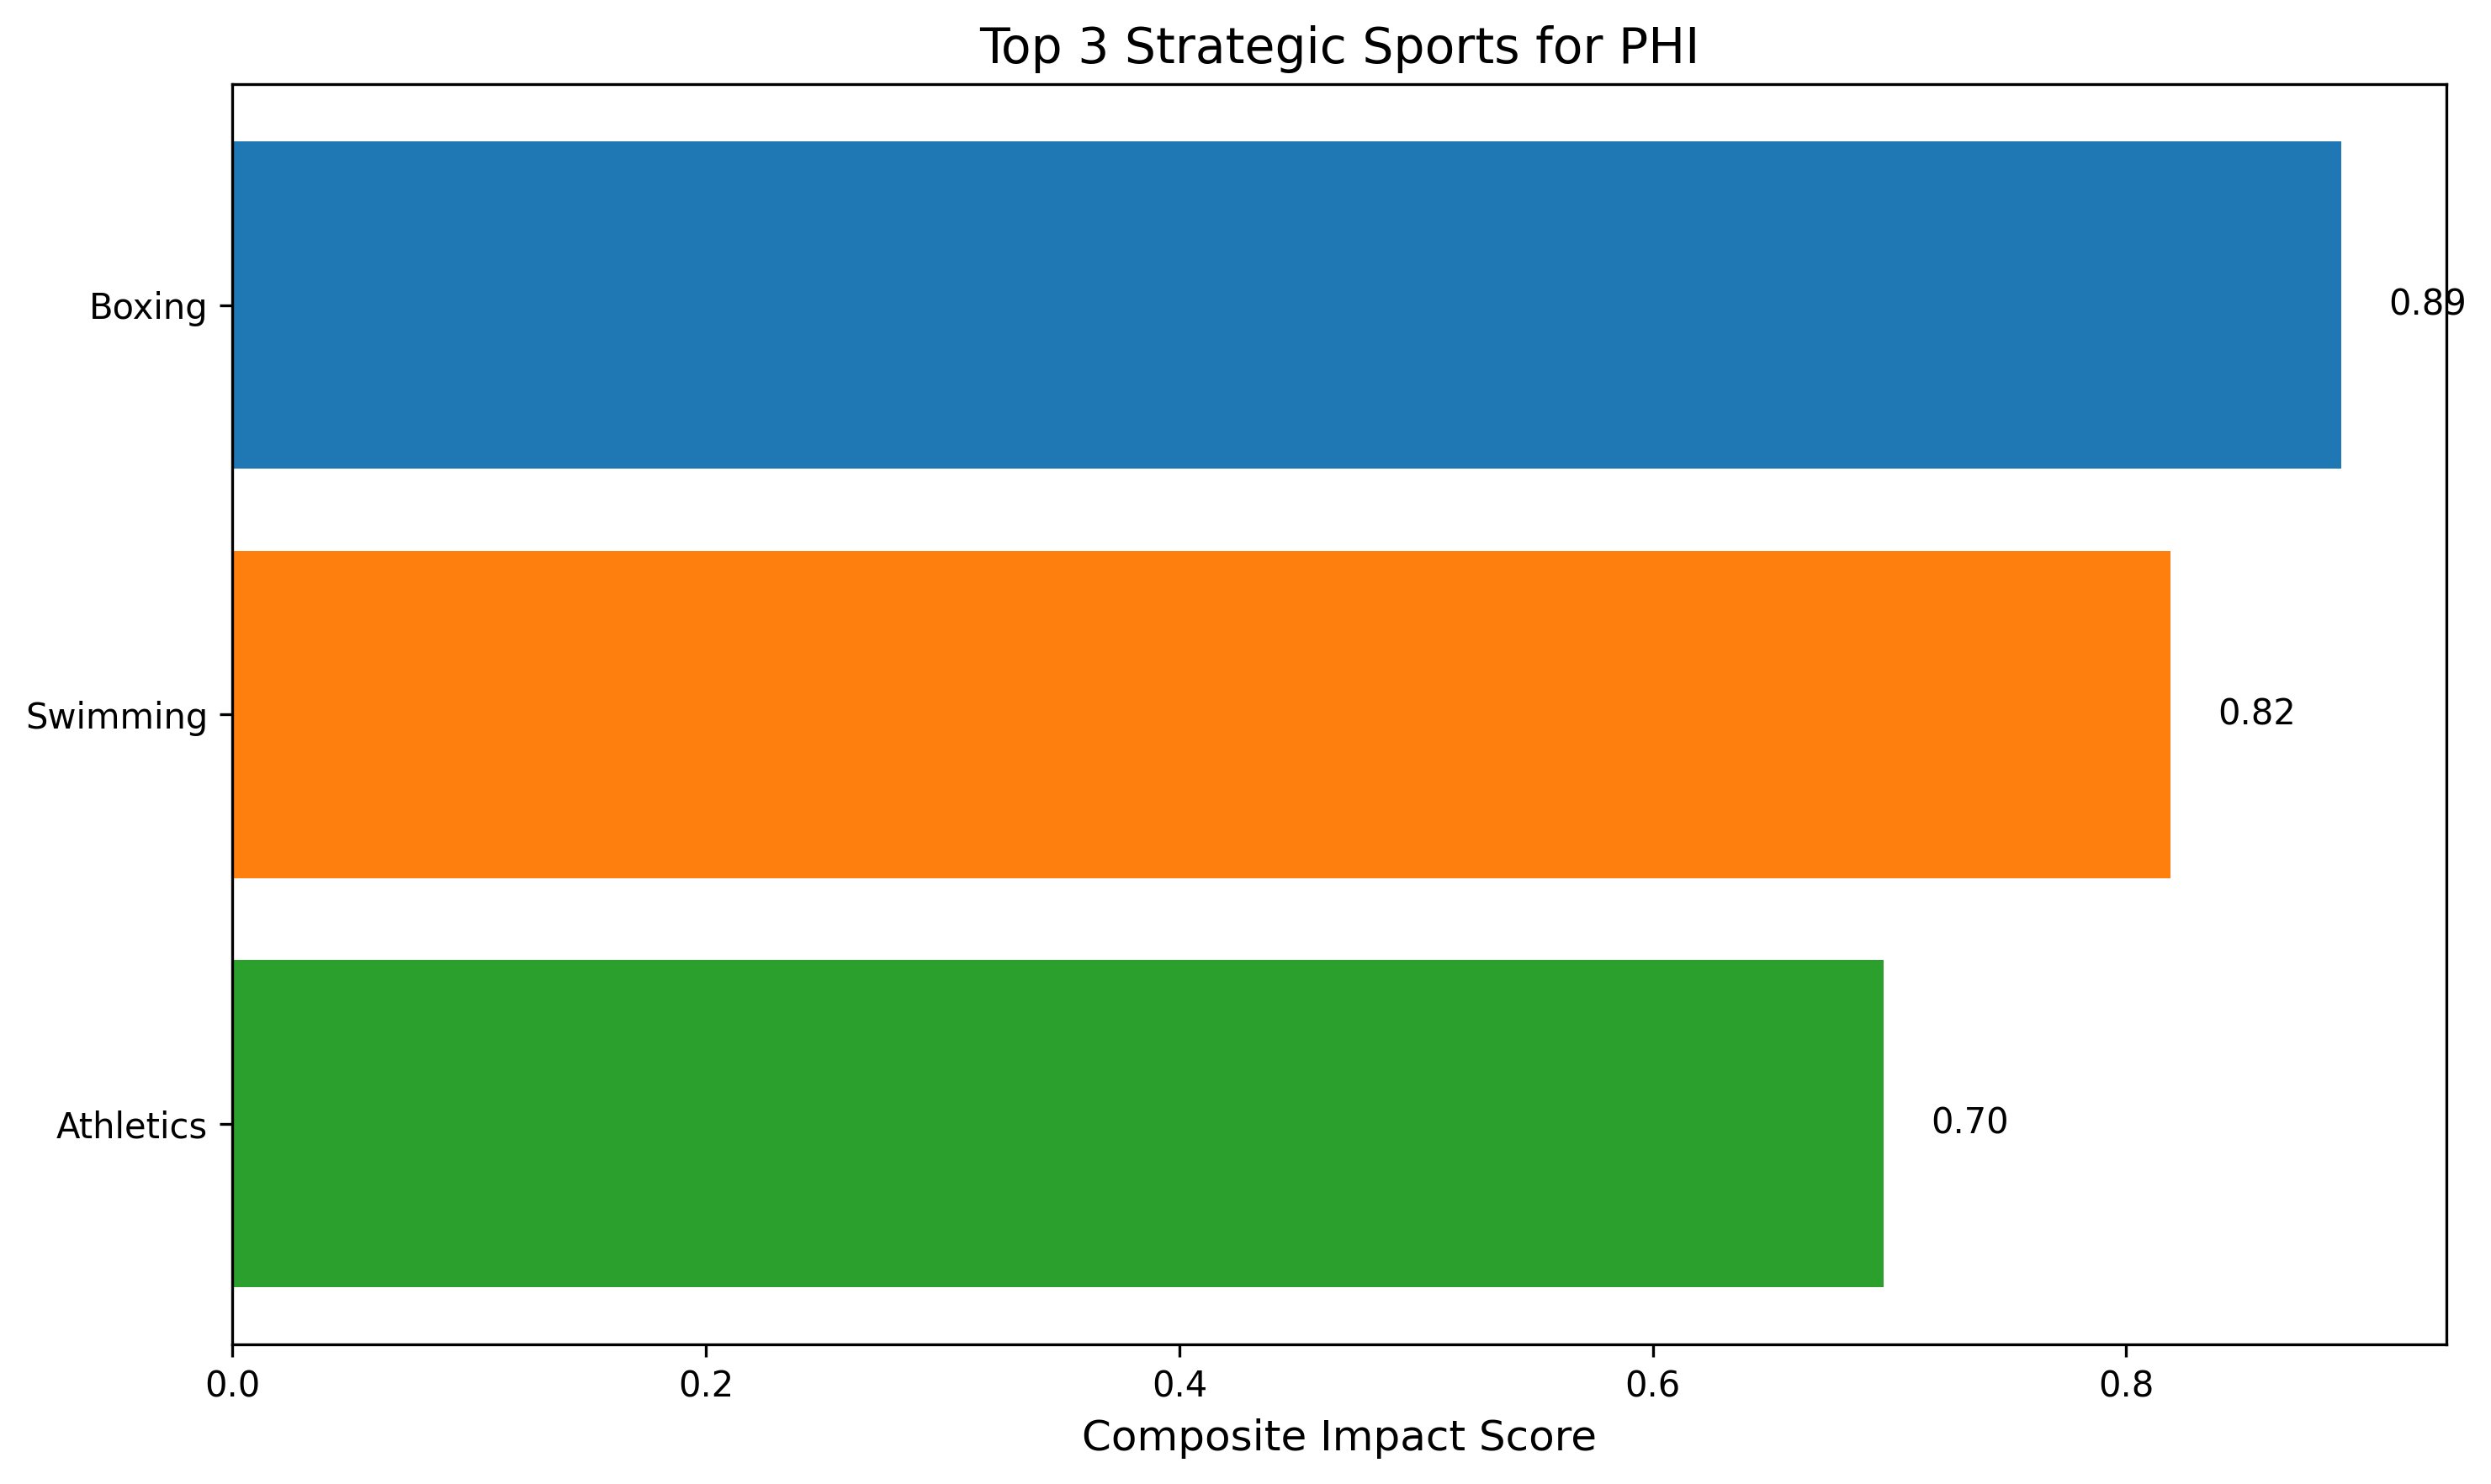 Top 3 Strategic Sports for PHI
Boxing
0.89
Swimming
0.82
Athletics
0.70
0.0 0.2 0.4 0.6 0.8
Composite Impact Score